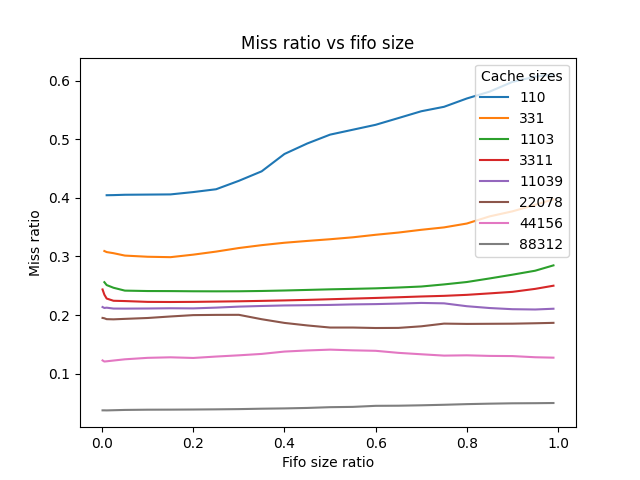 Miss ratio vs fifo size
Cache sizes
110
331
1103
3311
11039
22078
44156
88312
Miss ratio
0.6
0.5
0.4
0.3
0.2
0.1
0.0 0.2 0.4 0.6 0.8 1.0
Fifo size ratio